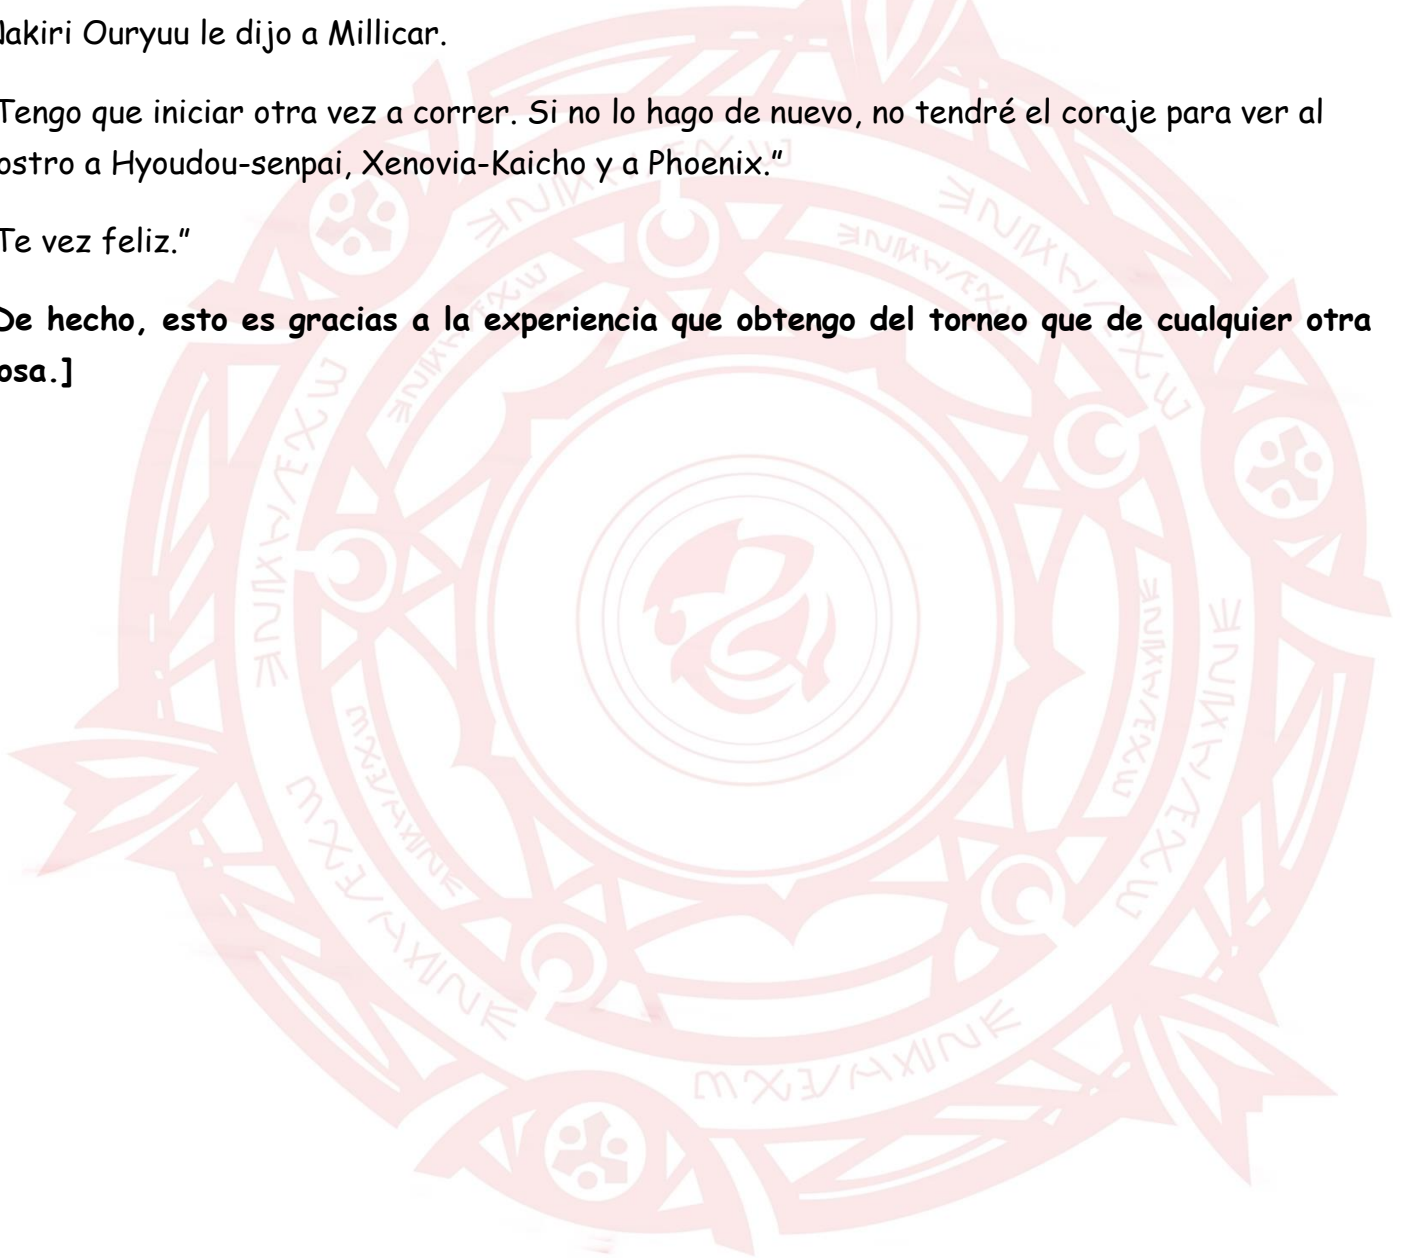 Nakiri Ouryuu le dijo a Millicar.
Tengo que iniciar otra vez a correr. Si no lo hago de nuevo, no tendré el coraje para ver al
ostro a Hyoudou-senpai, Xenovia-Kaicho y a Phoenix.”
Te vez feliz.”
De hecho, esto es gracias a la experiencia que obtengo del torneo que de cualquier otra
osa.]